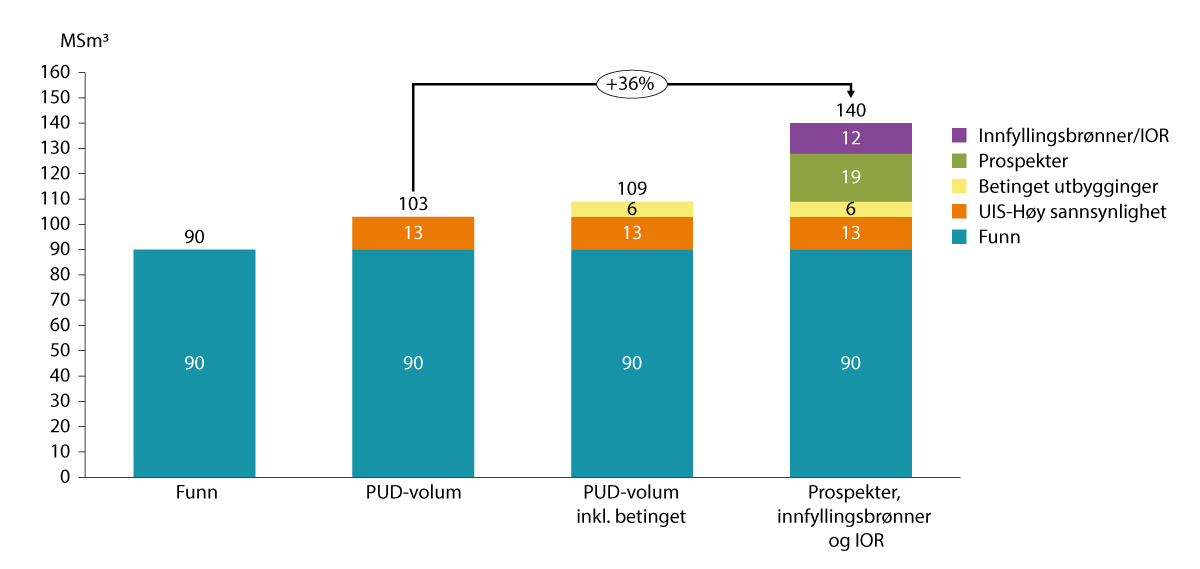 MSm³
160
150
140
130
120
110
100
90
80
70
60
50
40
30
20
10
0
+36%
90
90
103
13
90
109
6
13
90
140
12
19
6
13
90
Innfyllingsbrønner/IOR
Prospekter
Betinget utbygginger
UIS-Høy sannsynlighet
Funn
Funn
PUD-volum
PUD-volum
inkl. betinget
Prospekter,
innfyllingsbrønner
og IOR